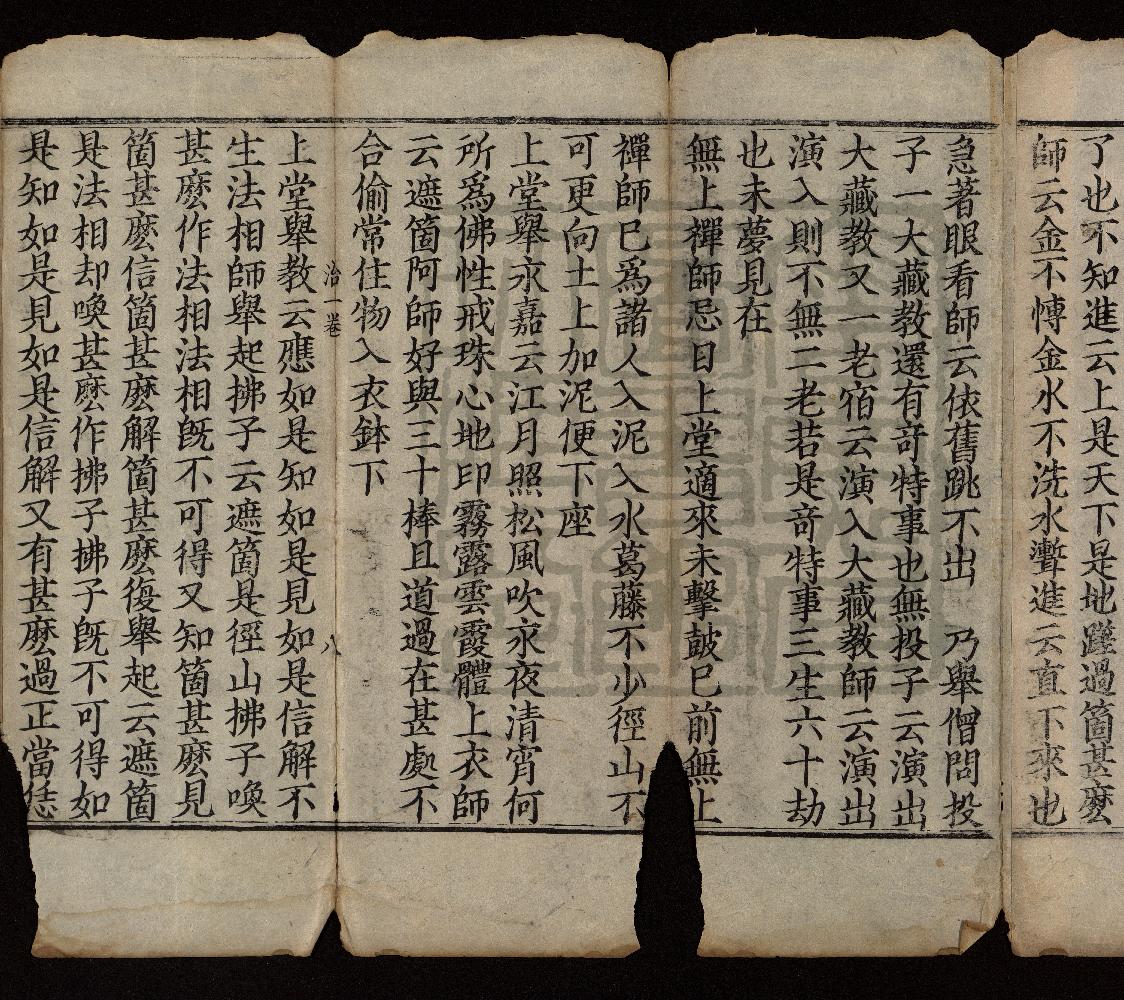 了也不知進云上是天下是地蹉過箇甚麽
師云金不慱金水不洗水䜛進云直下來也
急著眼看師云依舊跳不出　乃舉僧問投
子一大藏教還有竒特事也無投子云演出
大藏教又一老宿云演入大藏教師云演出
演入則不無二老若是竒特事三生六十劫
也未夢見在
無上禪師忌日上堂適來未擊皷已前無上
禪師已爲諸人入泥入水葛藤不少徑山不
可更向土上加泥便下座
上堂舉永嘉云江月照松風吹永夜清宵何
所爲佛性戒珠心地印霧露雲霞體上衣師
云遮箇阿師好與三十棒且道過在甚處不
合偷常住物入衣鉢下
治一卷　八
上堂舉教云應如是知如是見如是信解不
生法相師舉起拂子云遮箇是徑山拂子喚
甚麽作法相法相旣不可得又知箇甚麽見
箇甚麽信箇甚麽解箇甚麽復舉起云遮箇
是法相却喚甚麽作拂子拂子旣不可得如
是知如是見如是信解又有甚麽過正當恁